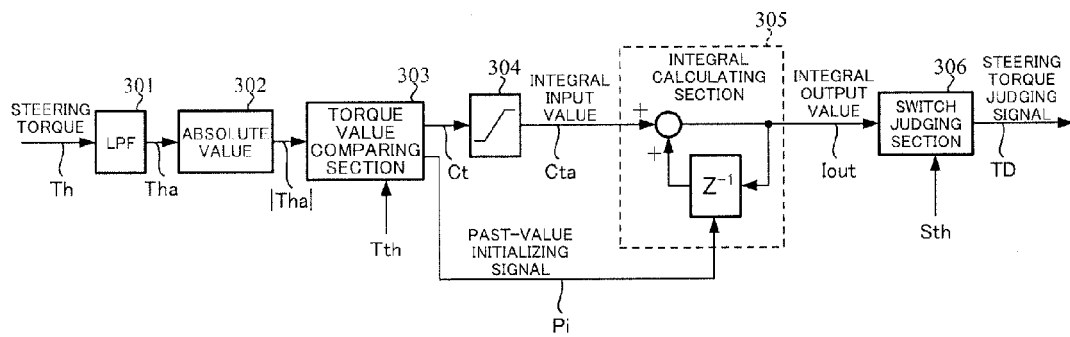 305
301
302
303
304
306
STEERING
TORQUE
Th
LPF
Tha
ABSOLUTE
VALUE
|Tha|
TORQUE
VALUE
COMPARING
SECTION
Tth
Ct
INTEGRAL
INPUT
VALUE
Cta
INTEGRAL
CALCULATING
SECTION
+
+
Z⁻¹
PAST-VALUE
INITIALIZING
SIGNAL
Pi
INTEGRAL
OUTPUT
VALUE
Iout
SWITCH
JUDGING
SECTION
Sth
STEERING
TORQUE
JUDGING
SIGNAL
TD